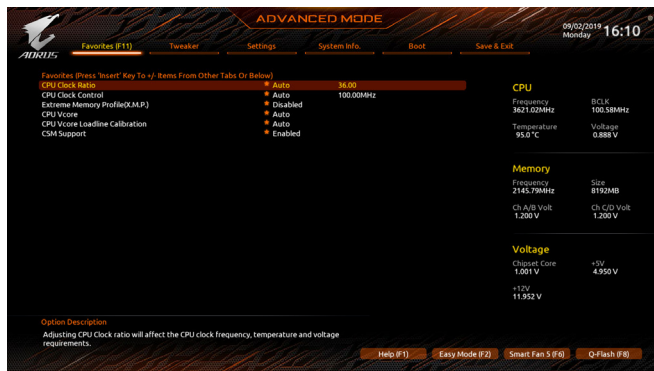 ADVANCED MODE
09/02/2019
Monday
16:10
AORUS
Favorites (F11) Tweaker Settings System Info. Boot Save & Exit
Favorites (Press 'Insert' Key To +/- Items From Other Tabs Or Below)
CPU Clock Ratio * Auto 36.00
CPU Clock Control * Auto 100.00MHz
Extreme Memory Profile(X.M.P.) * Disabled
CPU Vcore * Auto
CPU Vcore Loadline Calibration * Auto
CSM Support * Enabled
CPU
Frequency BCLK
3621.02MHz 100.58MHz
Temperature Voltage
95.0 °C 0.888 V
Memory
Frequency Size
2145.79MHz 8192MB
Ch A/B Volt Ch C/D Volt
1.200 V 1.200 V
Voltage
Chipset Core +5V
1.001 V 4.950 V
+12V
11.952 V
Option Description
Adjusting CPU Clock ratio will affect the CPU clock frequency, temperature and voltage
requirements.
Help (F1) Easy Mode (F2) Smart Fan 5 (F6) Q-Flash (F8)